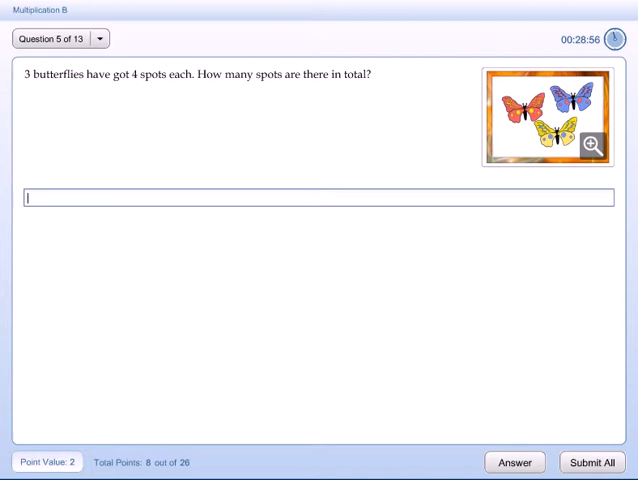 Multiplication B
Question 5 of 13
00:28:56
3 butterflies have got 4 spots each. How many spots are there in total?
Point Value: 2
Total Points: 8 out of 26
Answer
Submit All